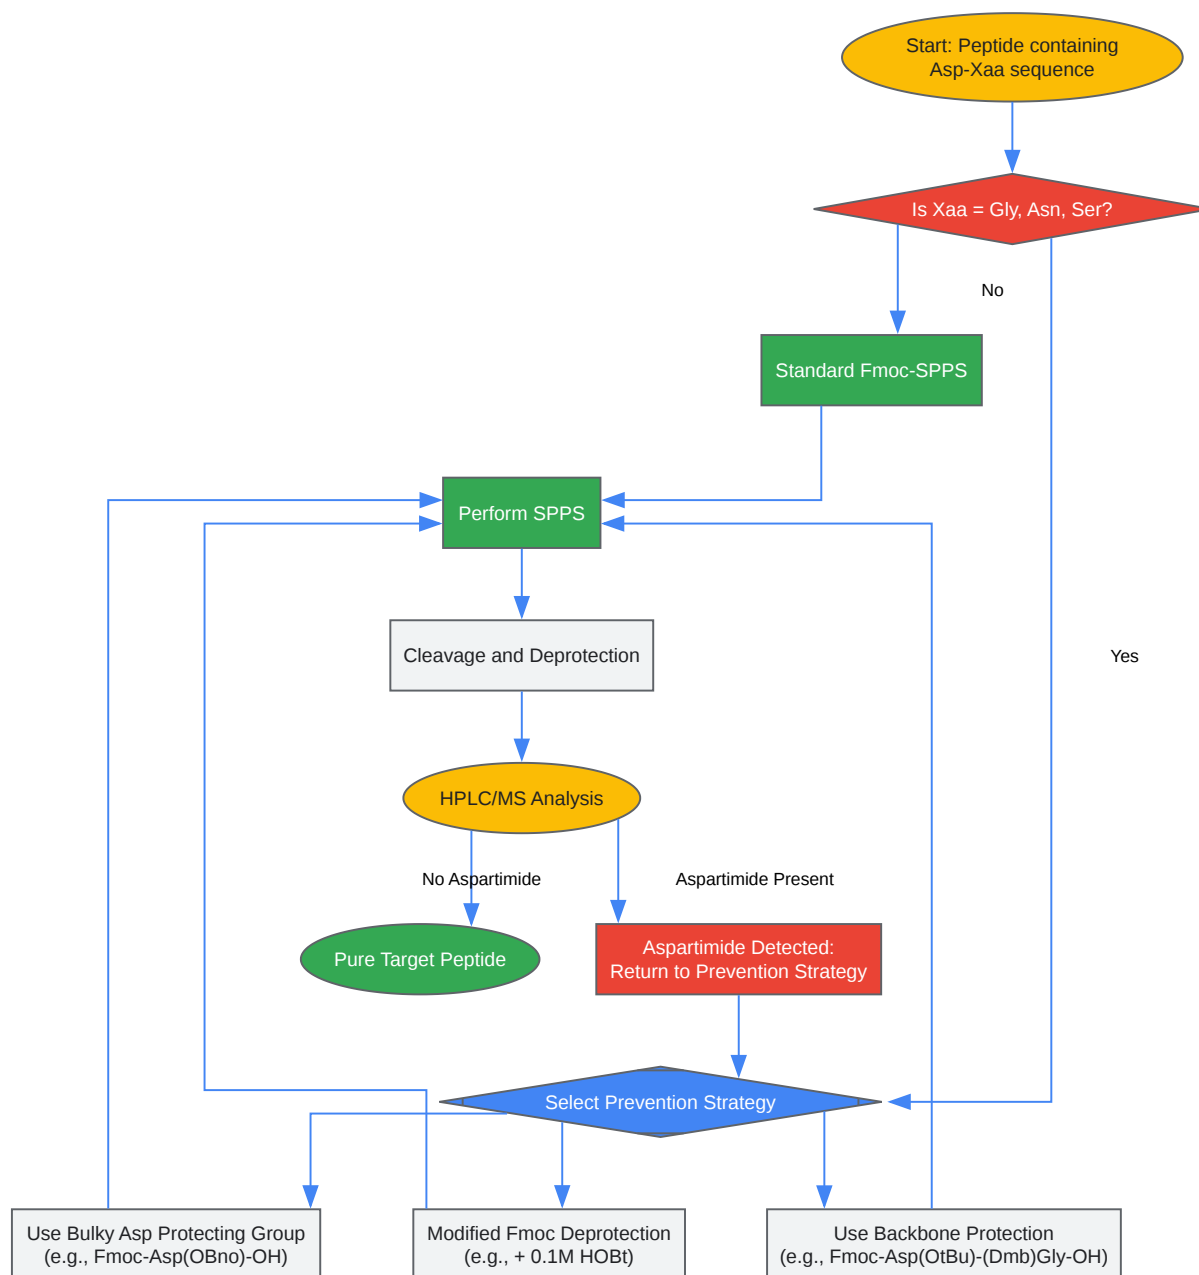 Start: Peptide containing
Asp-Xaa sequence
Is Xaa = Gly, Asn, Ser?
No
Standard Fmoc-SPPS
Perform SPPS
Cleavage and Deprotection
Yes
HPLC/MS Analysis
No Aspartimide
Aspartimide Present
Pure Target Peptide
Aspartimide Detected:
Return to Prevention Strategy
Select Prevention Strategy
Use Bulky Asp Protecting Group
(e.g., Fmoc-Asp(OBno)-OH)
Modified Fmoc Deprotection
(e.g., + 0.1M HOBt)
Use Backbone Protection
(e.g., Fmoc-Asp(OtBu)-(Dmb)Gly-OH)